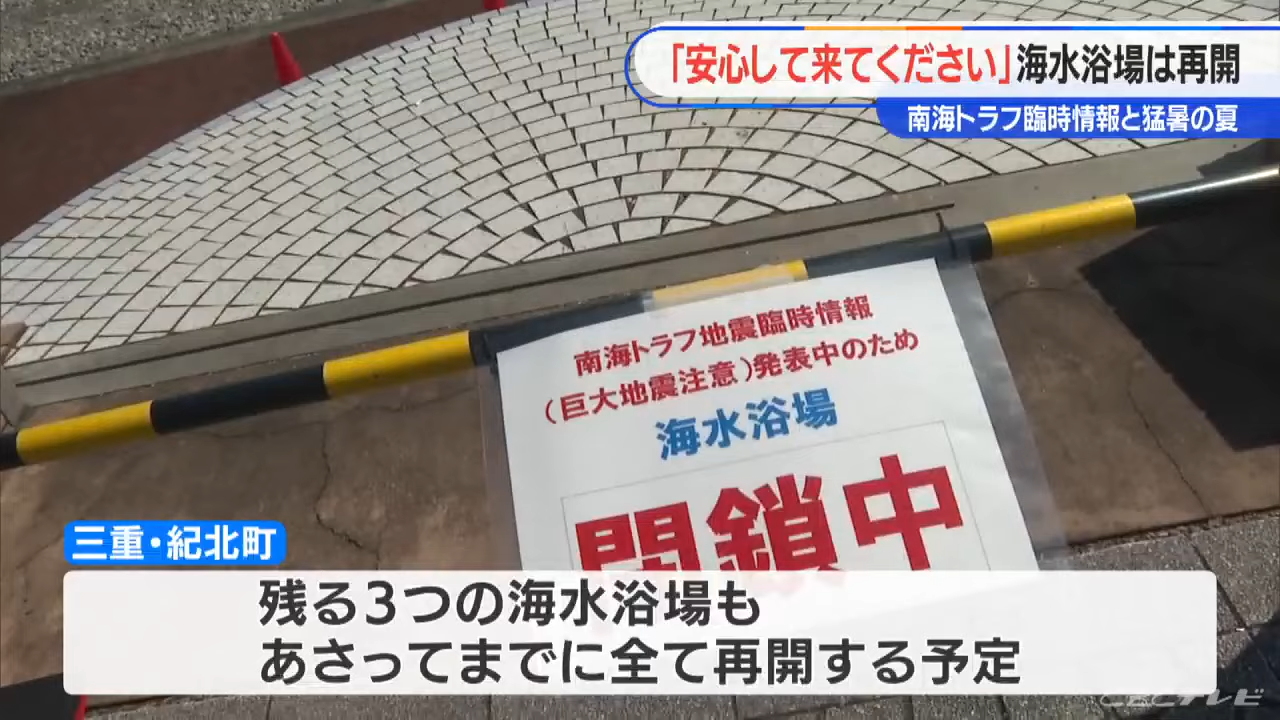 「安心して来てください」海水浴場は再開
南海トラフ臨時情報と猛暑の夏
南海トラフ地震臨時情報
（巨大地震注意）発表中のため
海水浴場
閉鎖中
三重・紀北町
残る3つの海水浴場も
あさってまでに全て再開する予定